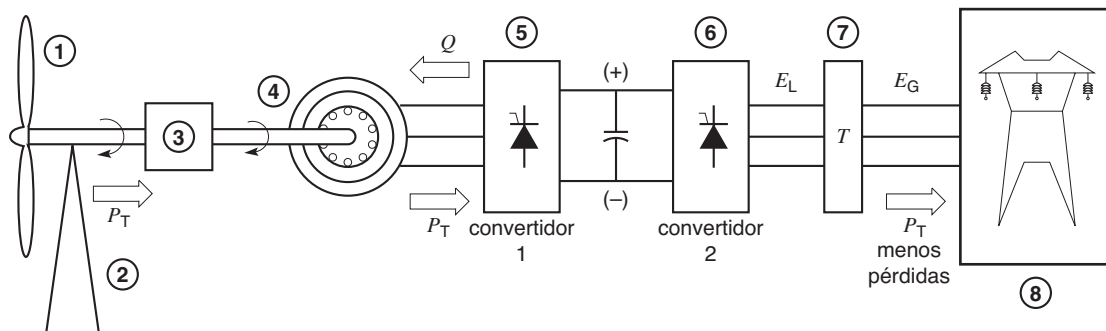 1
2
3
4
5
6
7
8
Q
(+)
E_L
E_G
T
(–)
P_T
P_T
P_T
convertidor
1
convertidor
2
menos
pérdidas